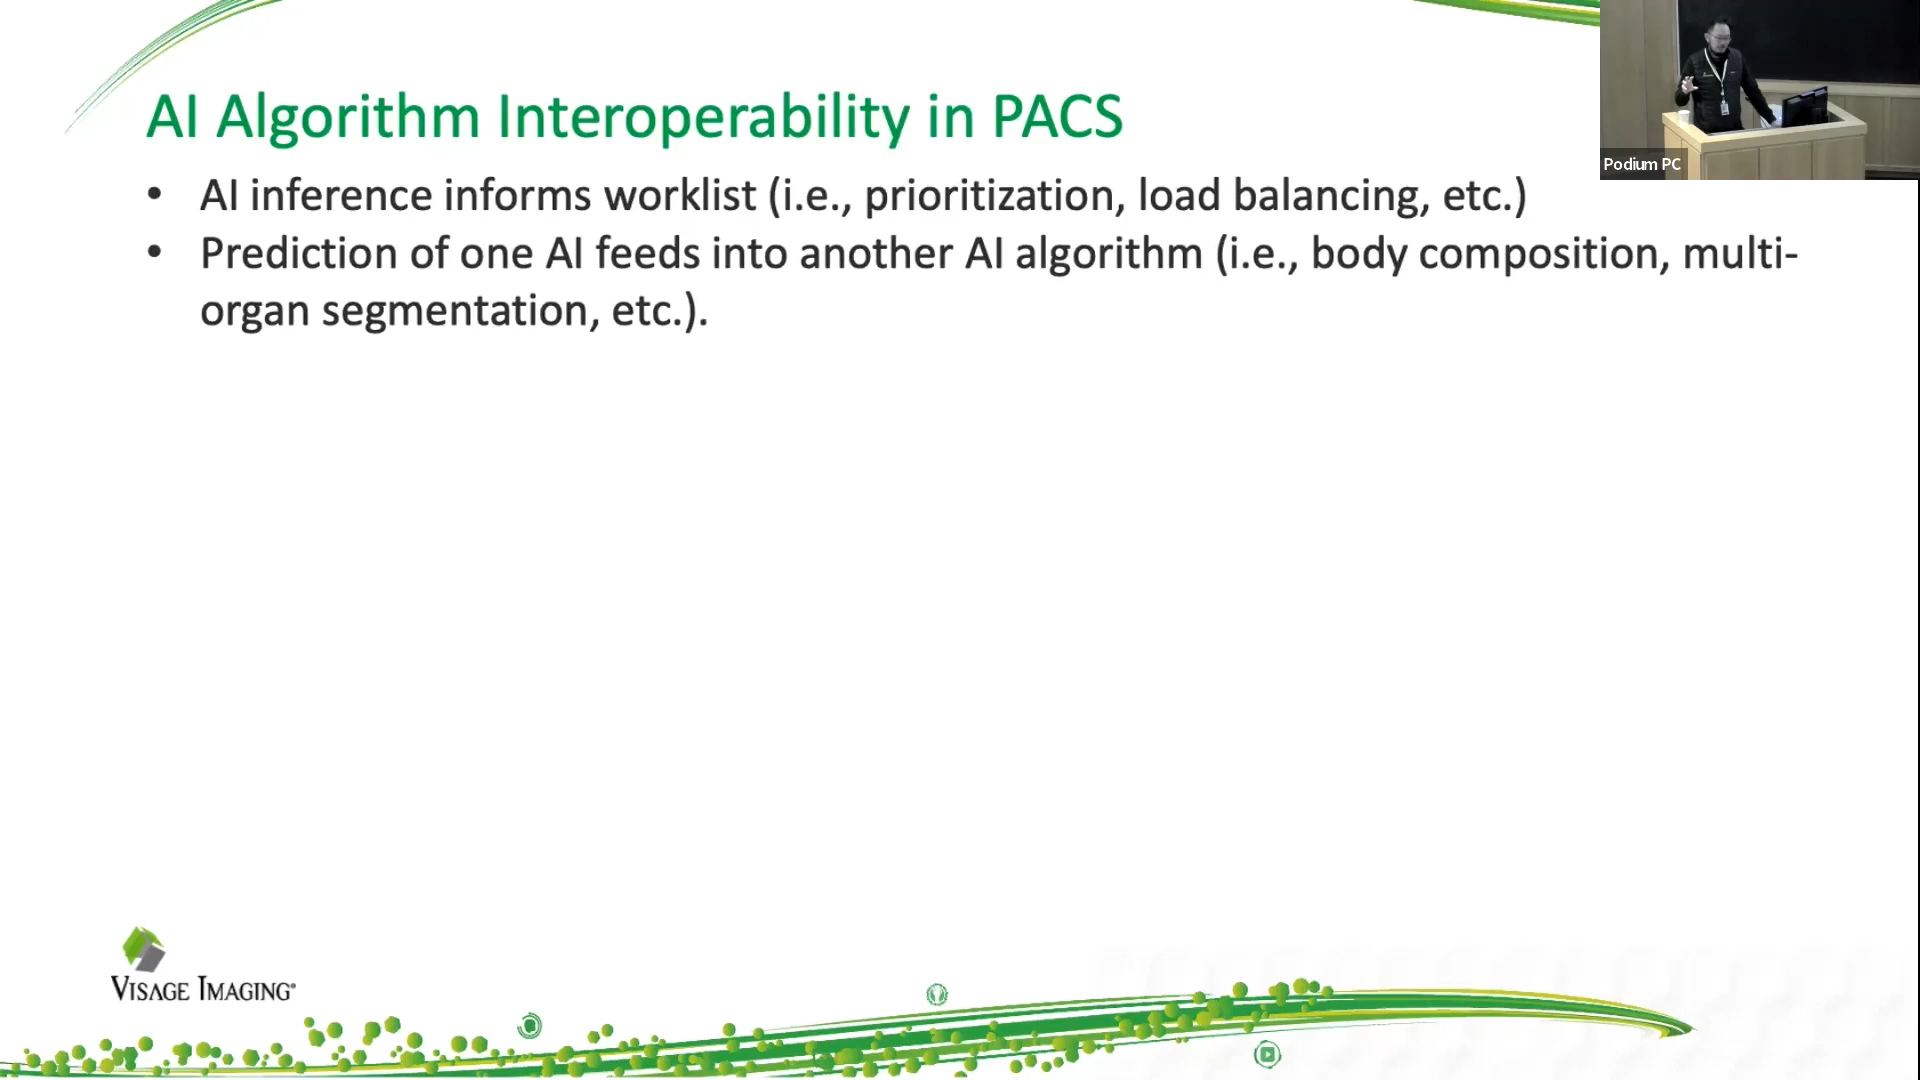 AI Algorithm Interoperability in PACS
• AI inference informs worklist (i.e., prioritization, load balancing, etc.)
• Prediction of one AI feeds into another AI algorithm (i.e., body composition, multi-
organ segmentation, etc.).
Podium PC
VISAGE IMAGING®